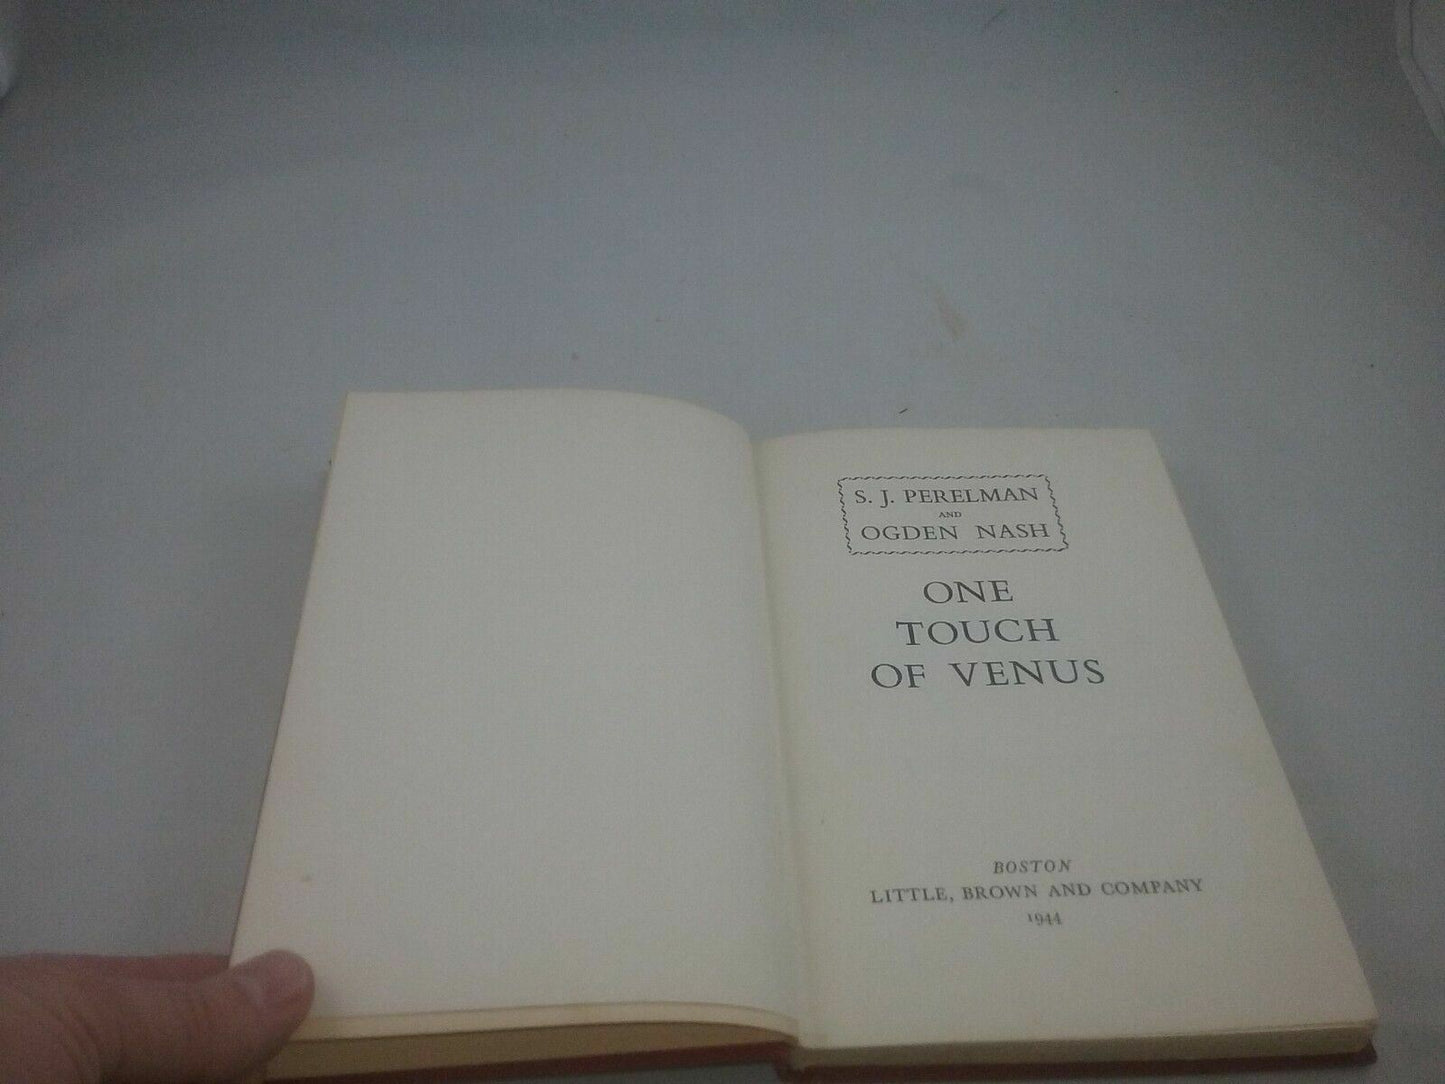 S. J. PERELMAN
AND
OGDEN NASH
ONE
TOUCH
OF VENUS
BOSTON
LITTLE, BROWN AND COMPANY
1944